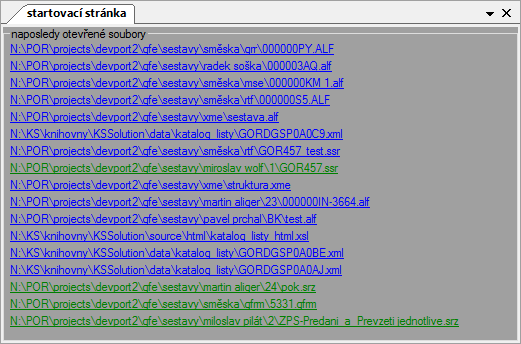 startovací stránka
naposledy otevřené soubory
N:\POR\projects\devport2\gfe\sestavy\směska\qrr\000000PY.ALF
N:\POR\projects\devport2\gfe\sestavy\radek soška\000003AQ.alf
N:\POR\projects\devport2\gfe\sestavy\směska\mse\000000KM_1.alf
N:\POR\projects\devport2\gfe\sestavy\směska\rtf\000000S5.ALF
N:\POR\projects\devport2\gfe\sestavy\xme\sestava.alf
N:\KS\knihovny\KSSolution\data\katalog_listy\GORDGSP0A0C9.xml
N:\POR\projects\devport2\gfe\sestavy\směska\rtf\GOR457_test.ssr
N:\POR\projects\devport2\gfe\sestavy\miroslav wolf\1\GOR457.ssr
N:\POR\projects\devport2\gfe\sestavy\xme\struktura.xme
N:\POR\projects\devport2\gfe\sestavy\martin aliger\23\000000IN-3664.alf
N:\POR\projects\devport2\gfe\sestavy\pavel prchal\BK\test.alf
N:\KS\knihovny\KSSolution\source\html\katalog_listy_html.xsl
N:\KS\knihovny\KSSolution\data\katalog_listy\GORDGSP0A0BE.xml
N:\KS\knihovny\KSSolution\data\katalog_listy\GORDGSP0A0AJ.xml
N:\POR\projects\devport2\gfe\sestavy\martin aliger\24\pok.srz
N:\POR\projects\devport2\gfe\sestavy\směska\gfm\5331.gfm
N:\POR\projects\devport2\gfe\sestavy\miloslav pilát\2\ZPS-Predani_a_Prevzeti jednotlive.srz